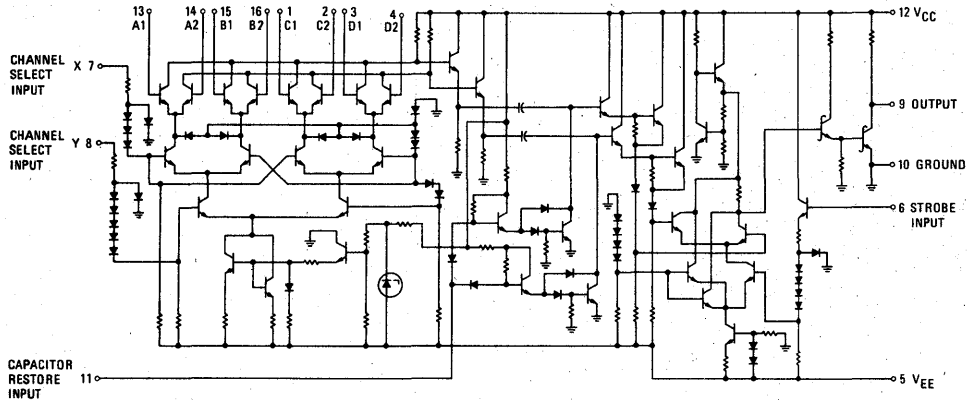 13 14 15 16 1 2 3 4
A1 A2 B1 B2 C1 C2 D1 D2
12 VCC
CHANNEL
SELECT X 7
INPUT
9 OUTPUT
CHANNEL
SELECT Y 8
INPUT
10 GROUND
6 STROBE
INPUT
CAPACITOR
RESTORE 11
INPUT
5 VEE